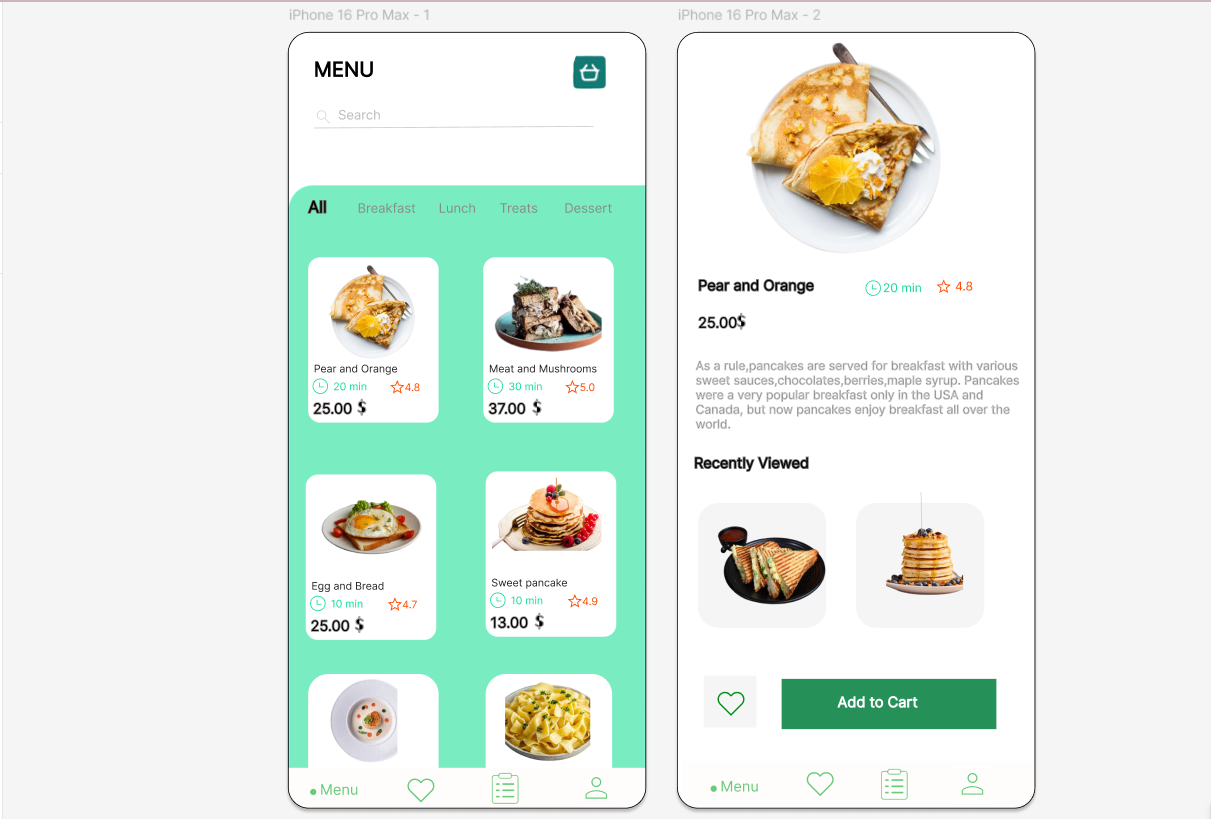 iPhone 16 Pro Max - 1
MENU
Search
All Breakfast Lunch Treats Dessert
Pear and Orange
20 min 4.8
25.00 $
Meat and Mushrooms
30 min 5.0
37.00 $
Egg and Bread
10 min 4.7
25.00 $
Sweet pancake
10 min 4.9
13.00 $
Menu
iPhone 16 Pro Max - 2
Pear and Orange
20 min 4.8
25.00$
As a rule,pancakes are served for breakfast with various
sweet sauces,chocolates,berries,maple syrup. Pancakes
were a very popular breakfast only in the USA and
Canada, but now pancakes enjoy breakfast all over the
world.
Recently Viewed
Add to Cart
Menu